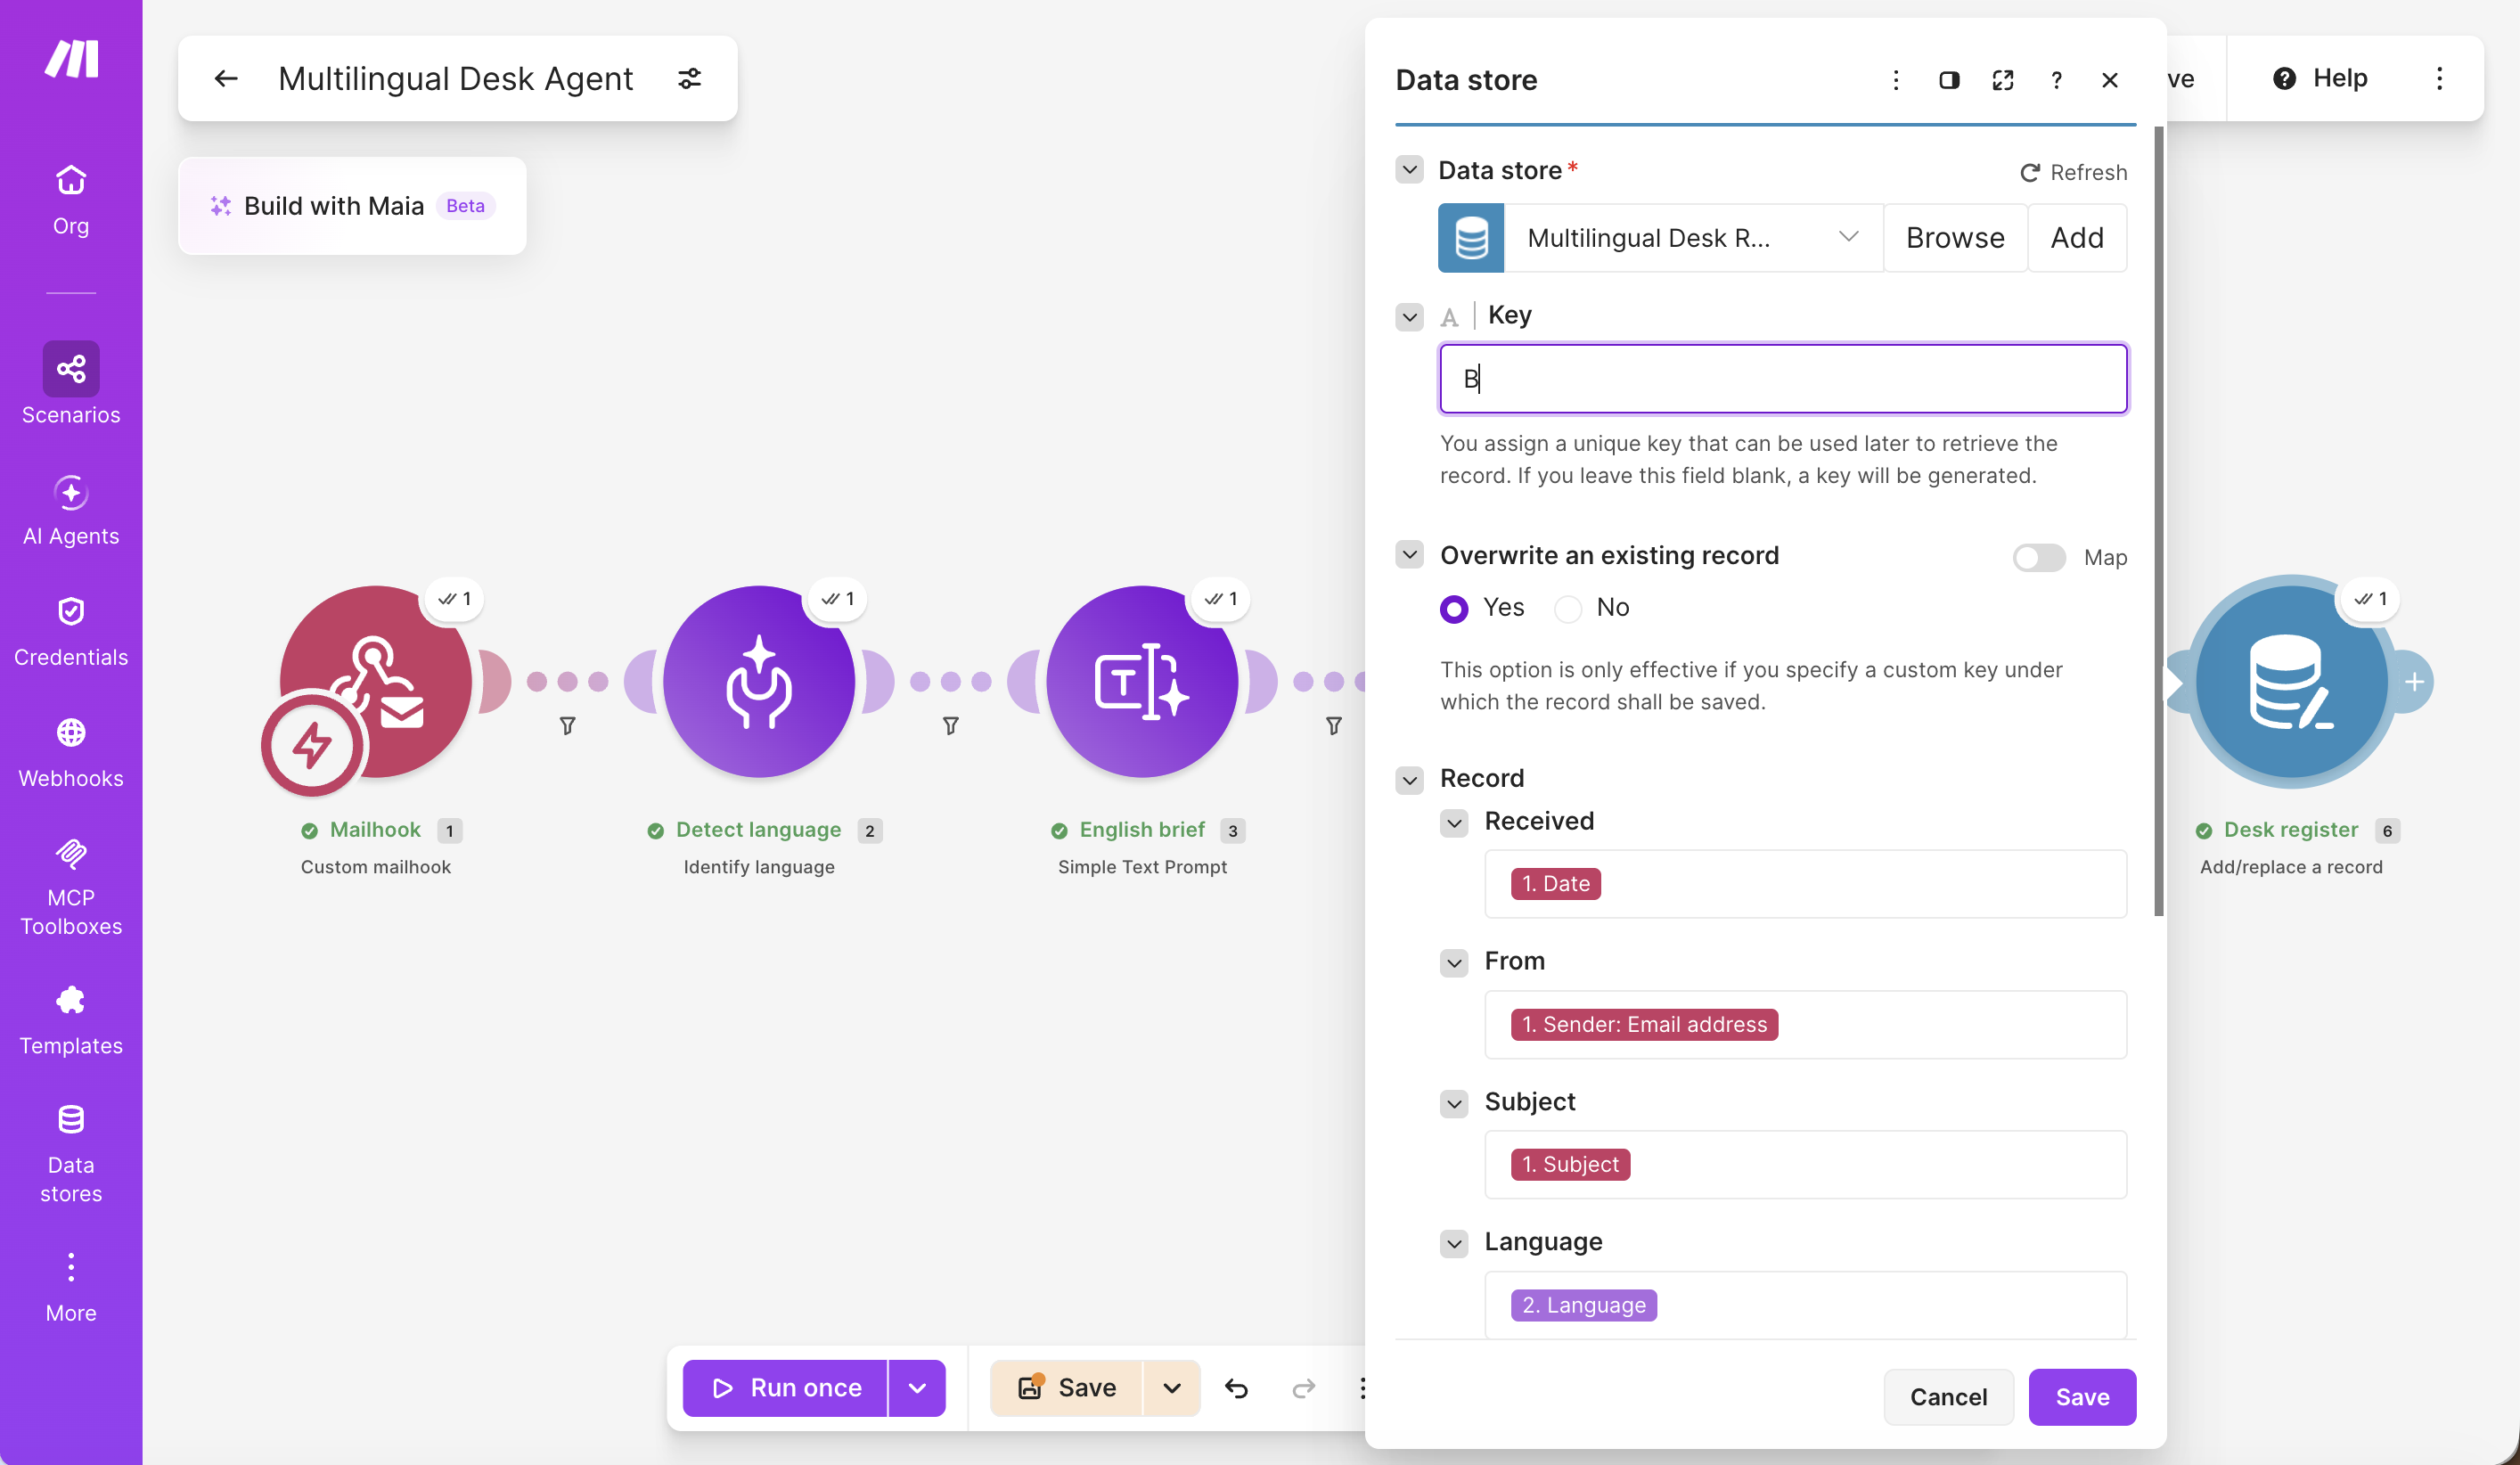 Multilingual Desk Agent
Build with Maia Beta
Org
Scenarios
AI Agents
Credentials
Webhooks
MCP
Toolboxes
Templates
Data
stores
More
1
Mailhook 1
Custom mailhook
1
Detect language 2
Identify language
1
English brief 3
Simple Text Prompt
Run once
Save
Data store
?
Data store *
Refresh
Multilingual Desk R...
Browse
Add
A | Key
B
You assign a unique key that can be used later to retrieve the
record. If you leave this field blank, a key will be generated.
Overwrite an existing record
Map
Yes
No
This option is only effective if you specify a custom key under
which the record shall be saved.
Record
Received
1. Date
From
1. Sender: Email address
Subject
1. Subject
Language
2. Language
Cancel
Save
ve
Help
1
Desk register 6
Add/replace a record